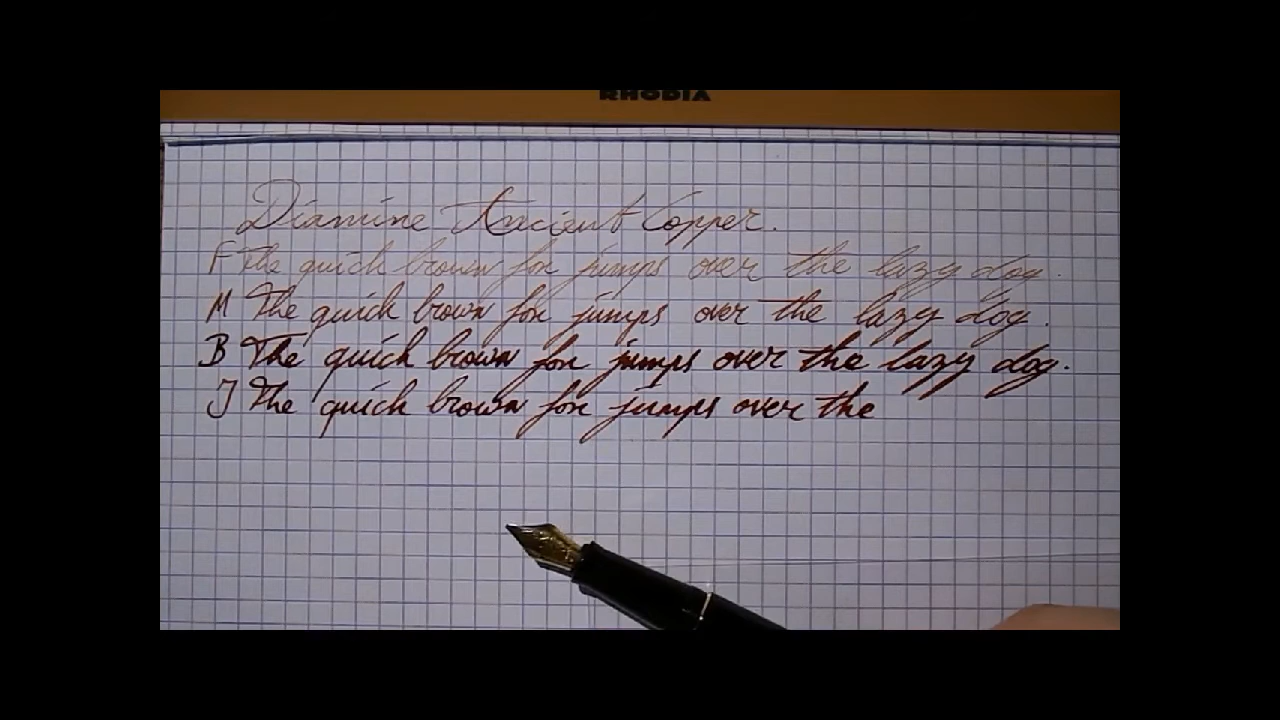 RHODIA
Diamine Ancient Copper.
F The quick brown fox jumps over the lazy dog.
M The quick brown fox jumps over the lazy dog.
B The quick brown fox jumps over the lazy dog.
J The quick brown fox jumps over the